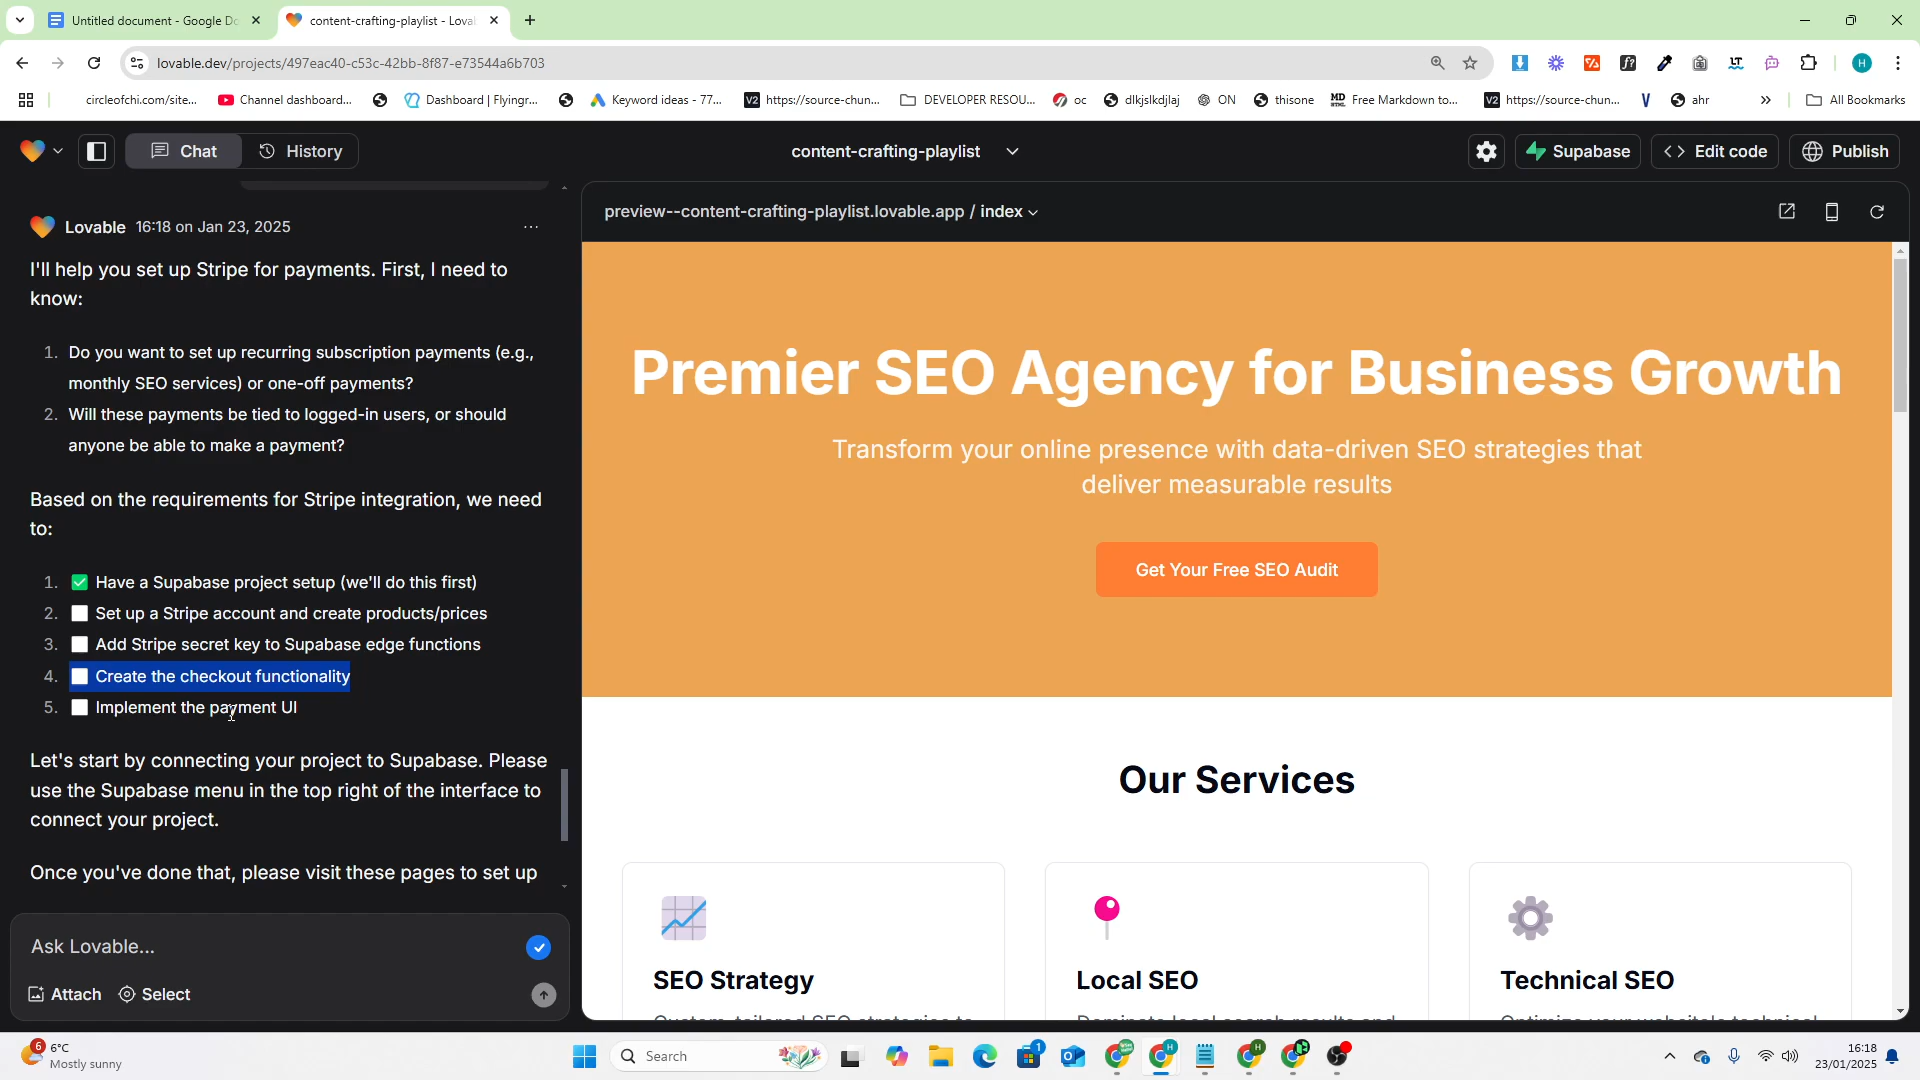 Untitled document - Google Do
content-crafting-playlist - Lova
lovable.dev/projects/497eac40-c53c-42bb-8f87-e73544a6b703
circleofchi.com/site...
Channel dashboard...
Dashboard | Flyingr...
Keyword ideas - 77...
https://source-chun...
DEVELOPER RESOU...
oc
dlkjslkdjlaj
ON
thisone
Free Markdown to...
https://source-chun...
ahr
All Bookmarks
Chat
History
content-crafting-playlist
Supabase
Edit code
Publish
Lovable 16:18 on Jan 23, 2025
I'll help you set up Stripe for payments. First, I need to
know:
1. Do you want to set up recurring subscription payments (e.g.,
monthly SEO services) or one-off payments?
2. Will these payments be tied to logged-in users, or should
anyone be able to make a payment?
Based on the requirements for Stripe integration, we need
to:
1. Have a Supabase project setup (we'll do this first)
2. Set up a Stripe account and create products/prices
3. Add Stripe secret key to Supabase edge functions
4. Create the checkout functionality
5. Implement the payment UI
Let's start by connecting your project to Supabase. Please
use the Supabase menu in the top right of the interface to
connect your project.
Once you've done that, please visit these pages to set up
Ask Lovable...
Attach
Select
preview--content-crafting-playlist.lovable.app / index
Premier SEO Agency for Business Growth
Transform your online presence with data-driven SEO strategies that
deliver measurable results
Get Your Free SEO Audit
Our Services
SEO Strategy
Local SEO
Technical SEO
6
6°C
Mostly sunny
Search
16:18
23/01/2025